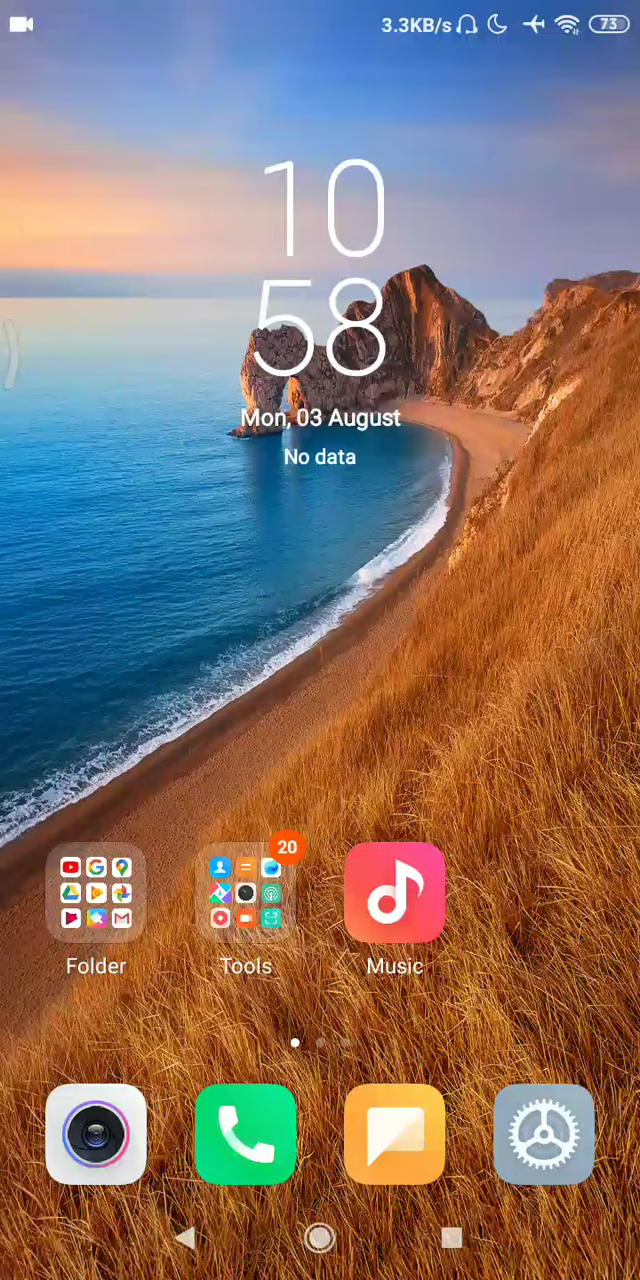 3.3KB/s 73
10
58
Mon, 03 August
No data
20
Folder Tools Music